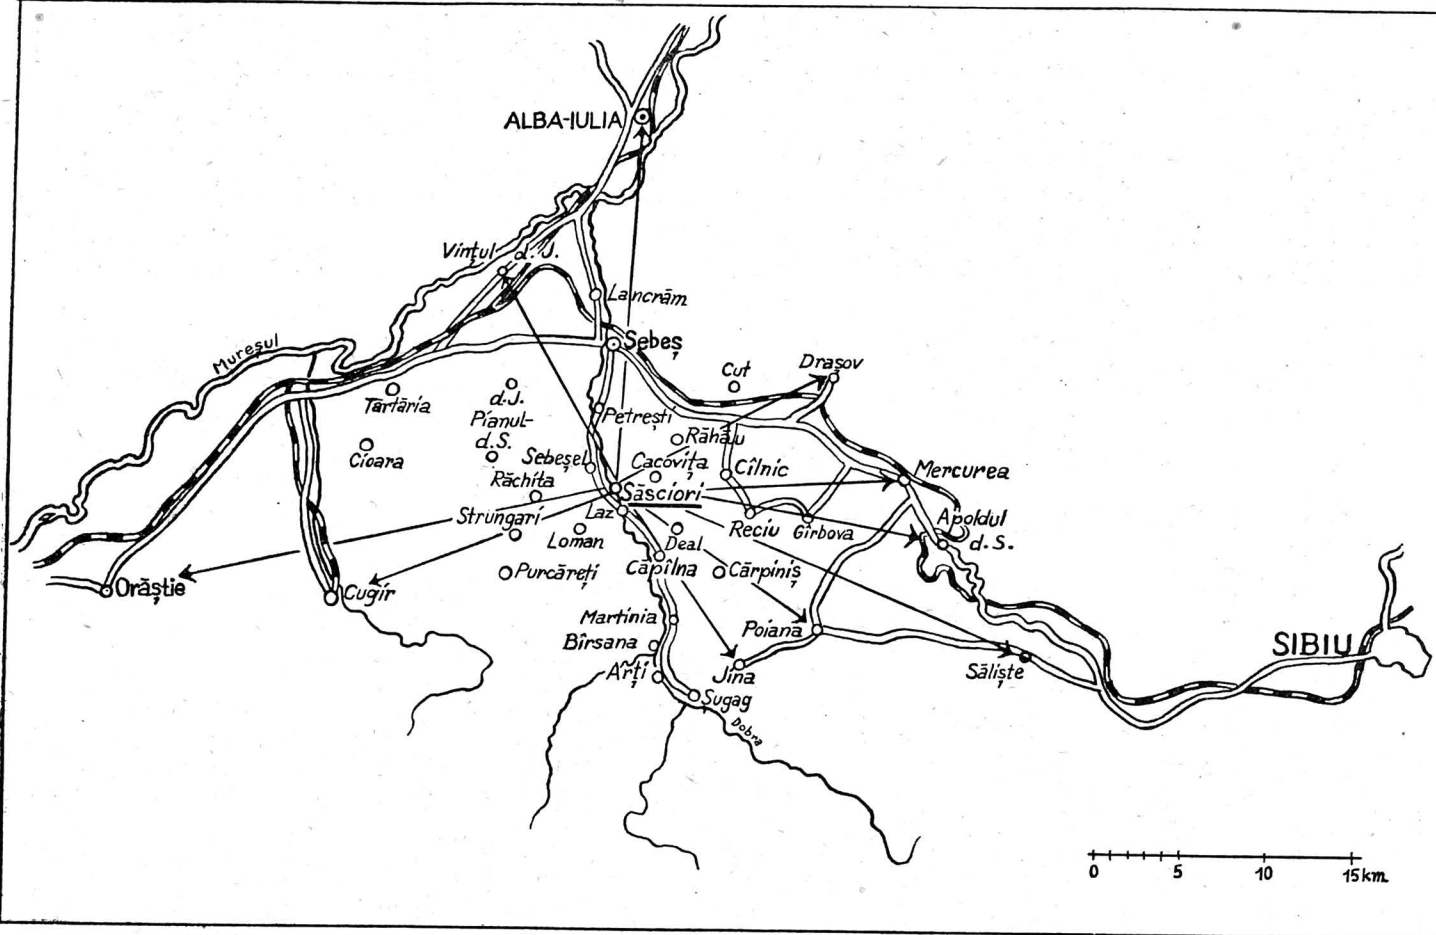 ALBA-IULIA
Vințul d. J.
Lancrăm
Mureșul
Sebeș
Cut
Drașov
Tărtăria
d.J.
Pianul-
d.S.
Petrești
Răhău
Cioara
Sebeșel
Cacovița
Cîlnic
Mercurea
Răchita
Săsciori
Strungari
Laz
Reciu
Gîrbova
Apoldul
d.S.
Loman
Deal
Orăștie
Cugir
Purcăreți
Căpîlna
Cărpiniș
Martinia
Poiana
Bîrsana
SIBIU
Arți
Jina
Săliște
Șugag
Dobra
0 5 10 15km.